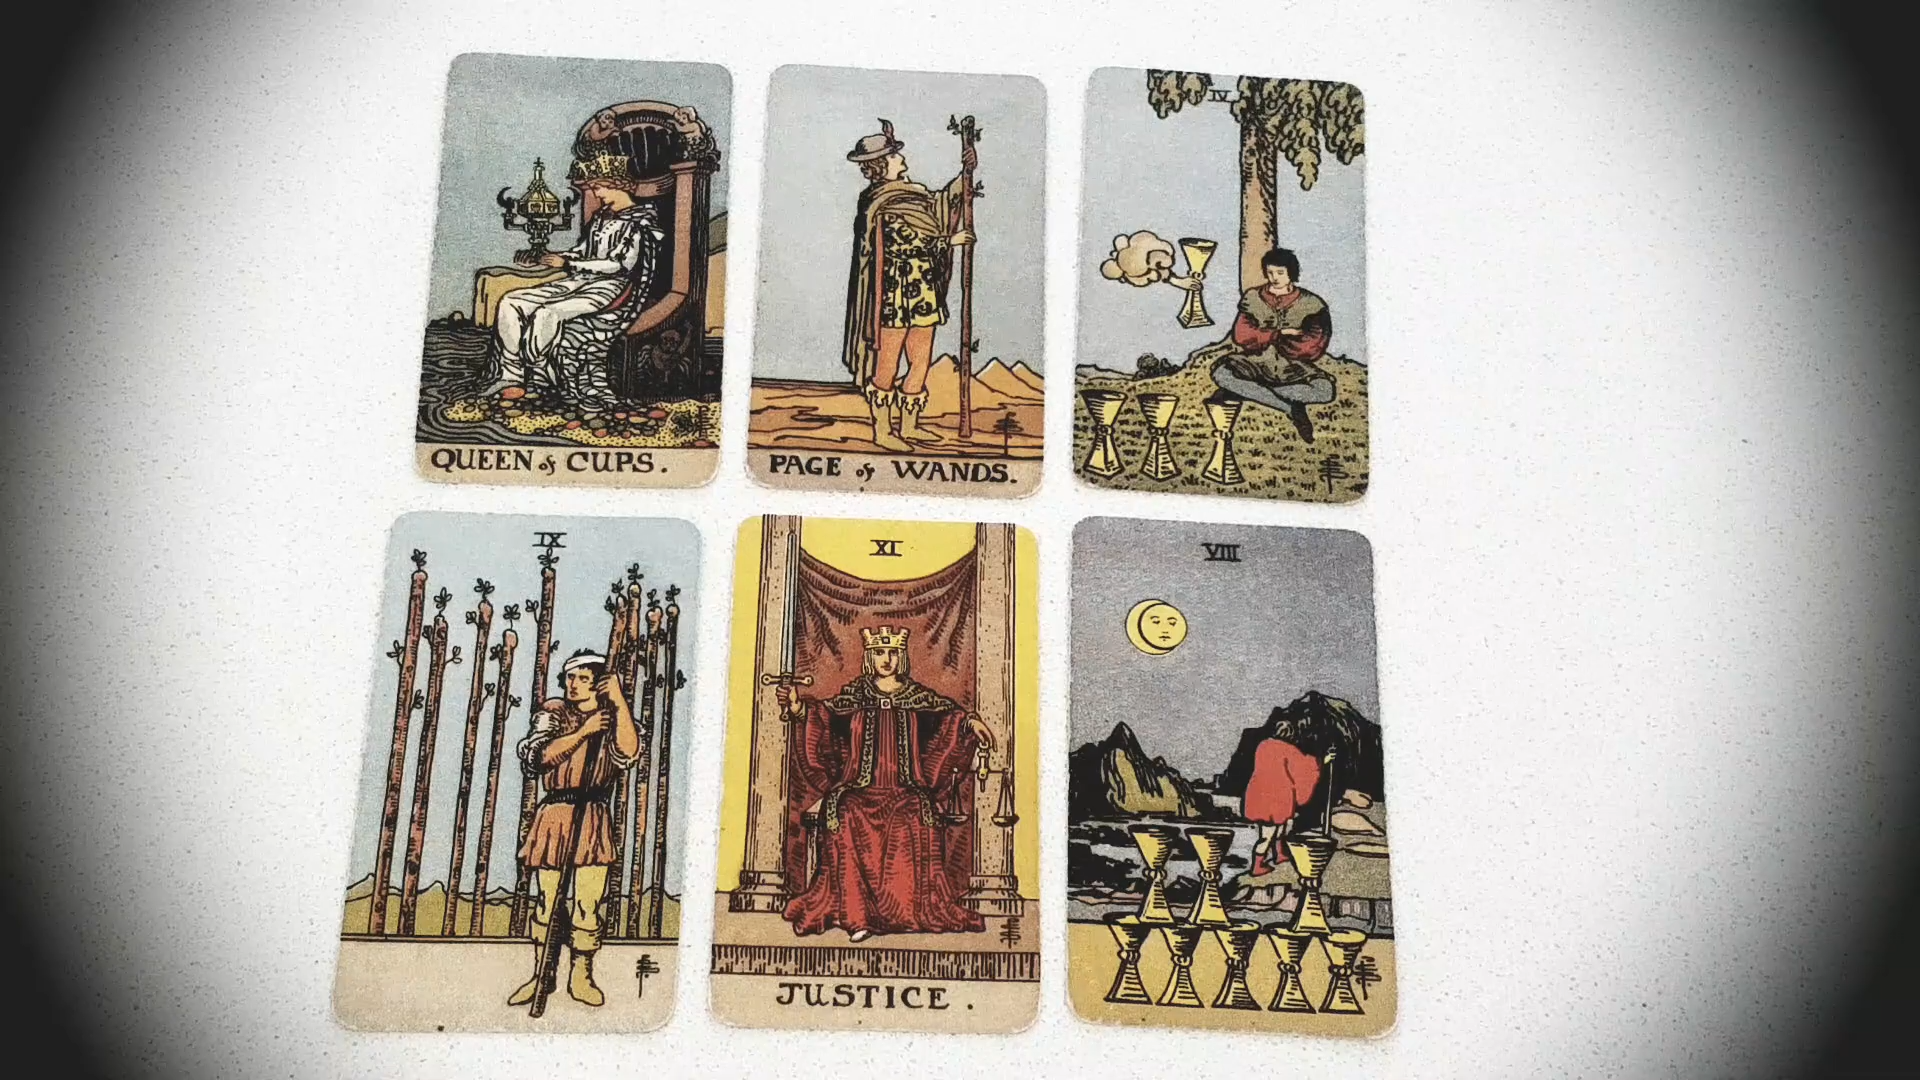 QUEEN of CUPS.
PAGE of WANDS.
IV
IX
XI
JUSTICE.
VIII